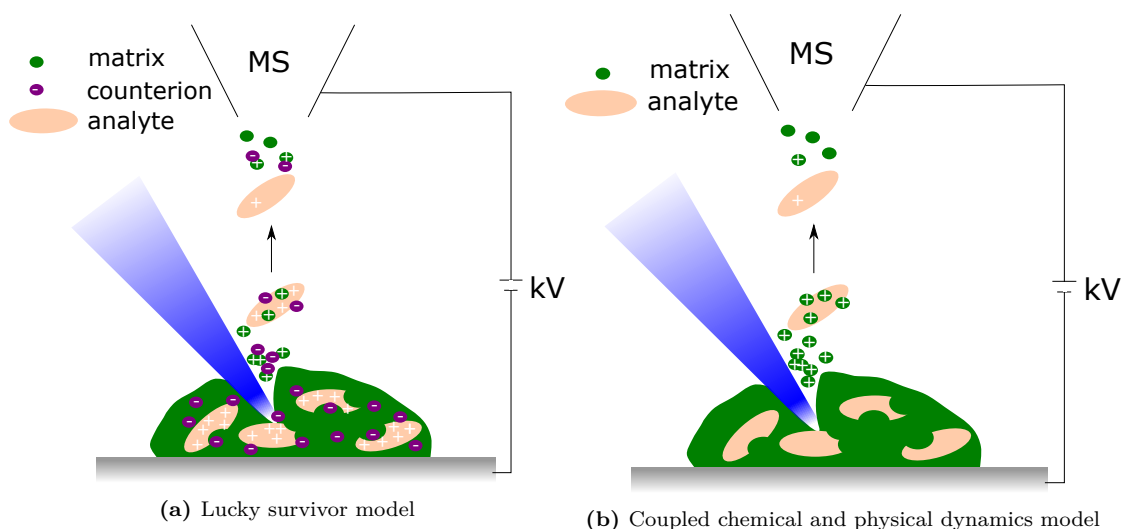 matrix
counterion
analyte
MS
kV
(a) Lucky survivor model
matrix
analyte
MS
kV
(b) Coupled chemical and physical dynamics model